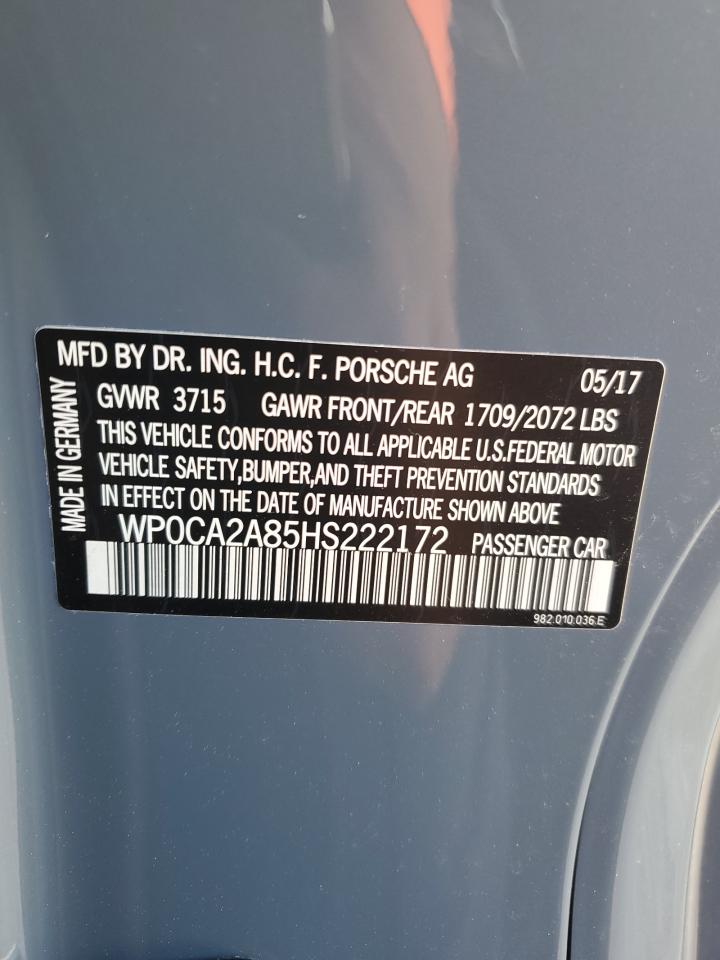 MFD BY DR. ING. H.C. F. PORSCHE AG 05/17
GVWR 3715 GAWR FRONT/REAR 1709/2072 LBS
THIS VEHICLE CONFORMS TO ALL APPLICABLE U.S.FEDERAL MOTOR
VEHICLE SAFETY,BUMPER,AND THEFT PREVENTION STANDARDS
IN EFFECT ON THE DATE OF MANUFACTURE SHOWN ABOVE
WP0CA2A85HS222172 PASSENGER CAR
982.010.036.E
MADE IN GERMANY